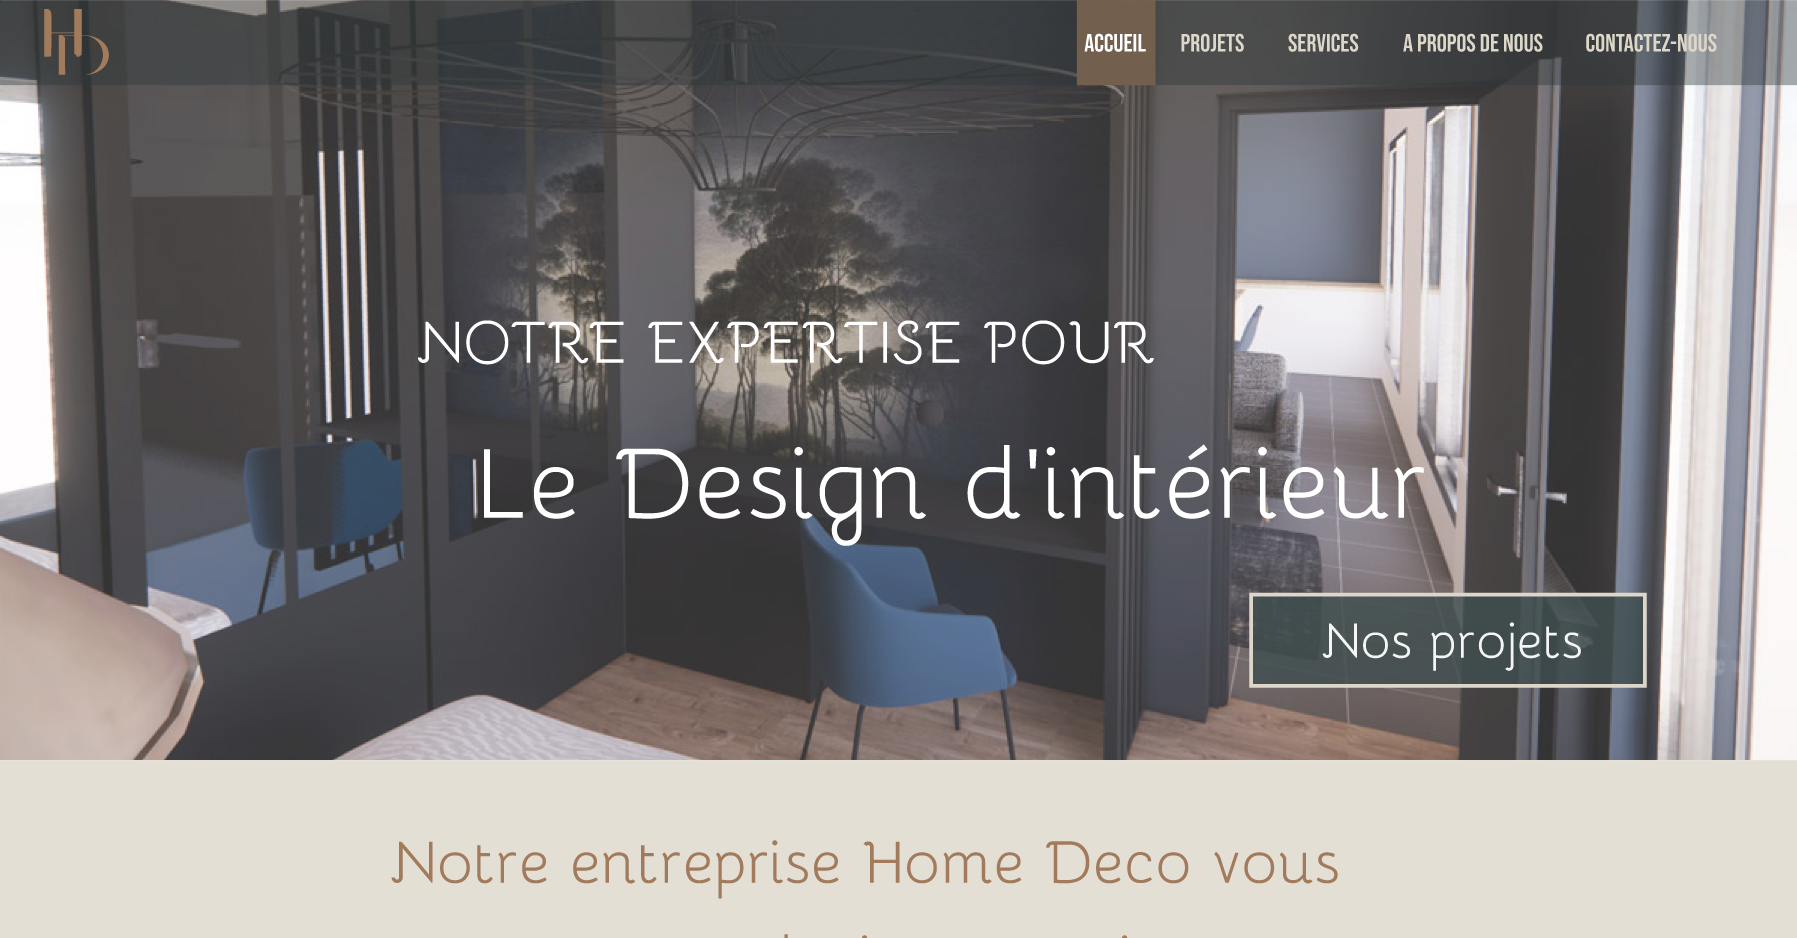 HD
ACCUEIL PROJETS SERVICES A PROPOS DE NOUS CONTACTEZ-NOUS
NOTRE EXPERTISE POUR
Le Design d'intérieur
Nos projets
Notre entreprise Home Deco vous